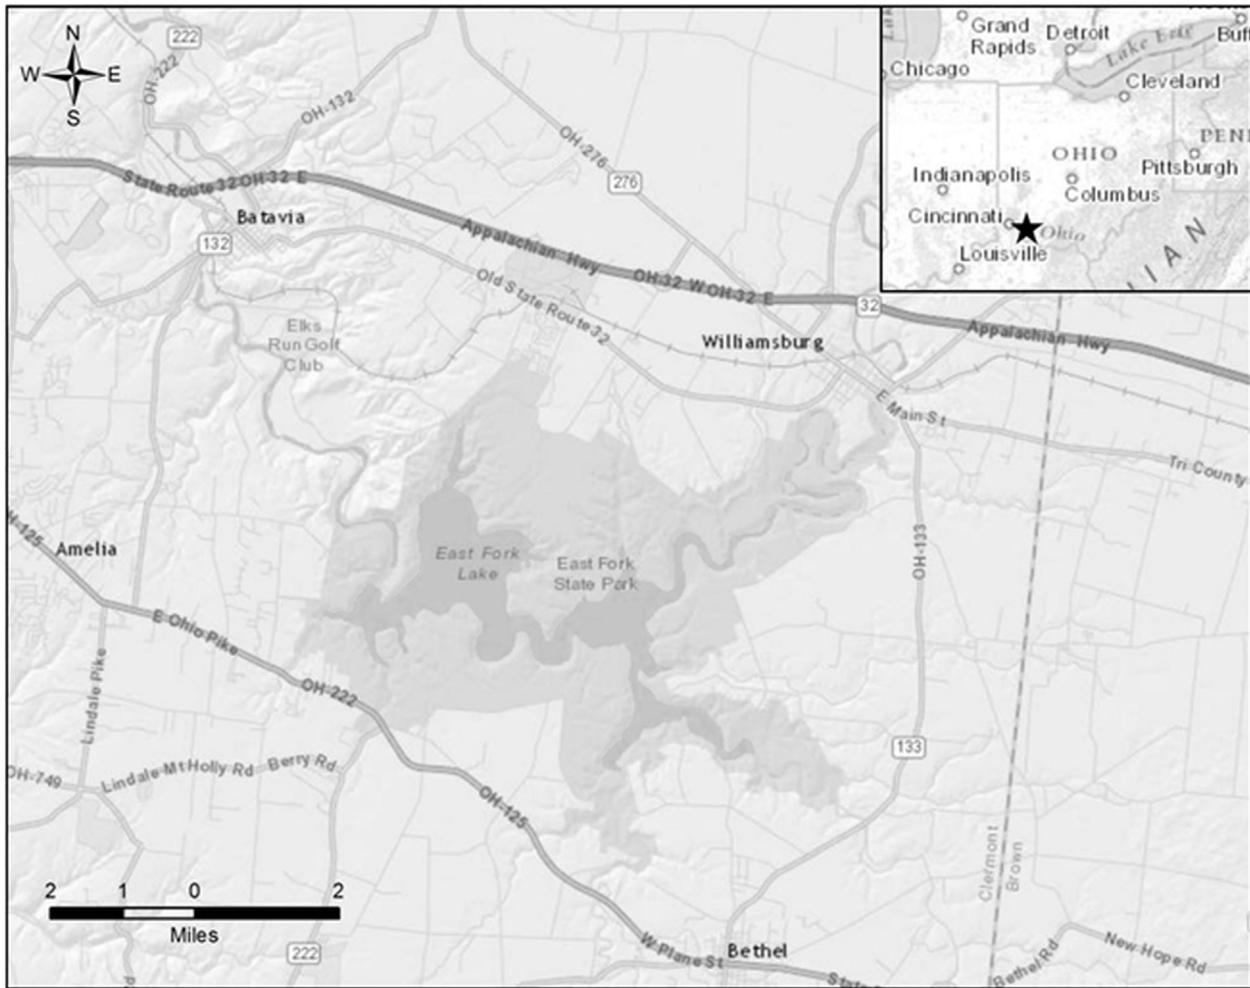 N
W
E
S
222
OH-222
OH-132
OH-276
276
State Route 32 OH 32 E
Batavia
132
Appalachian Hwy
OH-32 W OH-32 E
Old State Route 32
32
Appalachian Hwy
Williamsburg
Elks
Run Golf
Club
E Main St
Tri County
OH-133
H-125
Amelia
East Fork
Lake
East Fork
State Park
E Ohio Pike
Lindale Pike
OH-222
OH-749
Lindale Mt Holly Rd
Berry Rd
OH-125
133
Clermont
Brown
2
1
0
2
Miles
222
W Plane St
Bethel
State
Bethel Rd
New Hope Rd
Grand
Rapids
Detroit
Lake Erie
Buff
Chicago
Cleveland
OHIO
PEN
Pittsburgh
Indianapolis
Columbus
Cincinnati
Ohio
Louisville
I A N